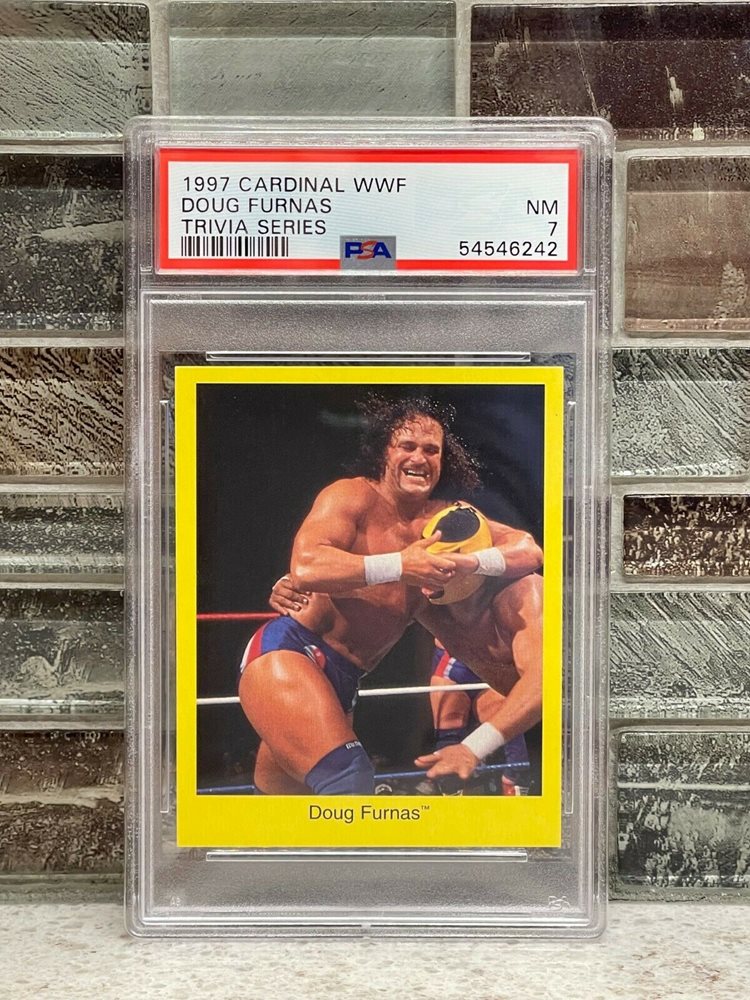 1997 CARDINAL WWF
DOUG FURNAS NM
TRIVIA SERIES 7
PSA 54546242
Doug Furnas™